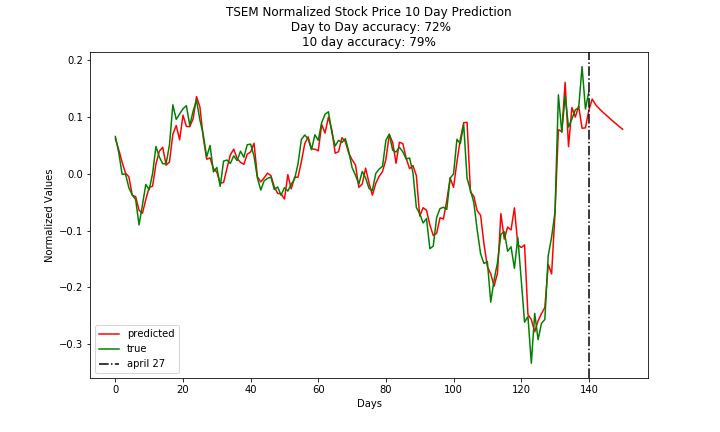 TSEM Normalized Stock Price 10 Day Prediction
Day to Day accuracy: 72%
10 day accuracy: 79%
Normalized Values
0.2
0.1
0.0
−0.1
−0.2
−0.3
predicted
true
april 27
0
20
40
60
80
100
120
140
Days